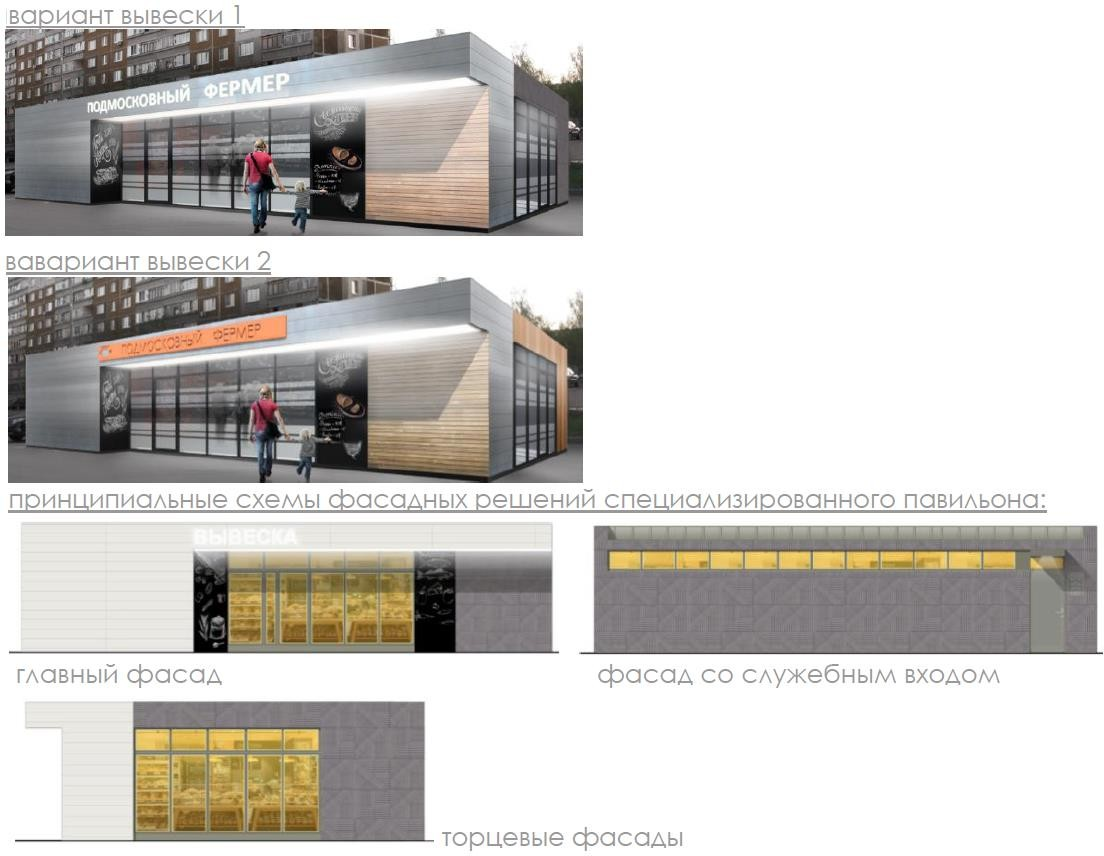 вариант вывески 1
ПОДМОСКОВНЫЙ ФЕРМЕР
вавариант вывески 2
ПОДМОСКОВНЫЙ ФЕРМЕР
принципиальные схемы фасадных решений специализированного павильона:
ВЫВЕСКА
главный фасад
фасад со служебным входом
торцевые фасады